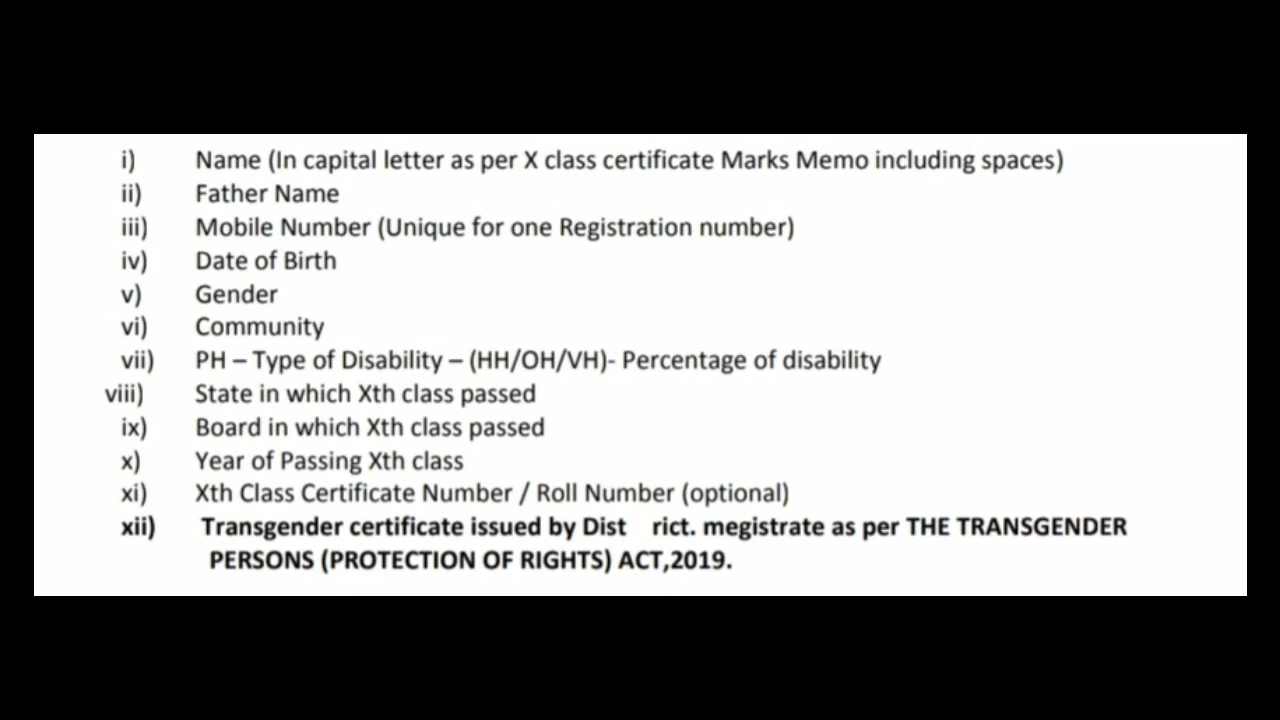 i) Name (In capital letter as per X class certificate Marks Memo including spaces)
ii) Father Name
iii) Mobile Number (Unique for one Registration number)
iv) Date of Birth
v) Gender
vi) Community
vii) PH – Type of Disability – (HH/OH/VH)- Percentage of disability
viii) State in which Xth class passed
ix) Board in which Xth class passed
x) Year of Passing Xth class
xi) Xth Class Certificate Number / Roll Number (optional)
xii) Transgender certificate issued by Dist rict. megistrate as per THE TRANSGENDER
PERSONS (PROTECTION OF RIGHTS) ACT,2019.